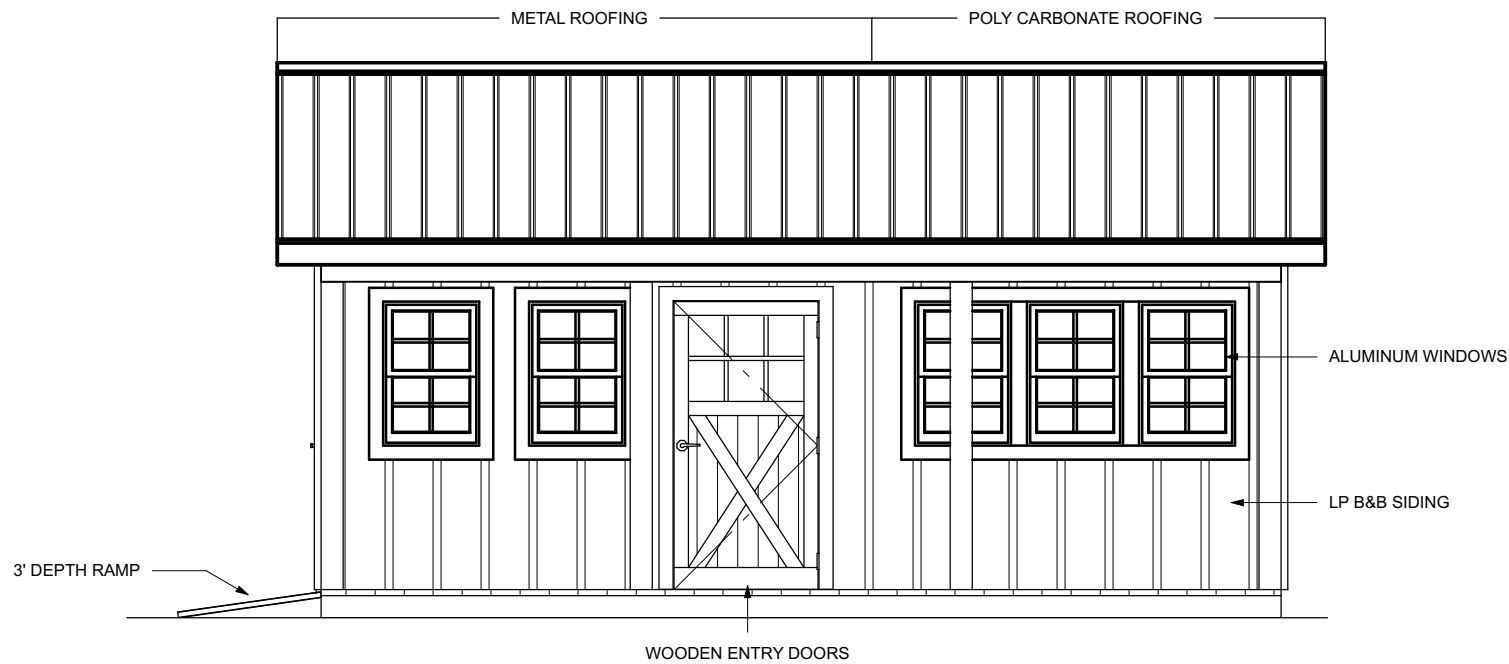 METAL ROOFING
POLY CARBONATE ROOFING
ALUMINUM WINDOWS
LP B&B SIDING
3' DEPTH RAMP
WOODEN ENTRY DOORS